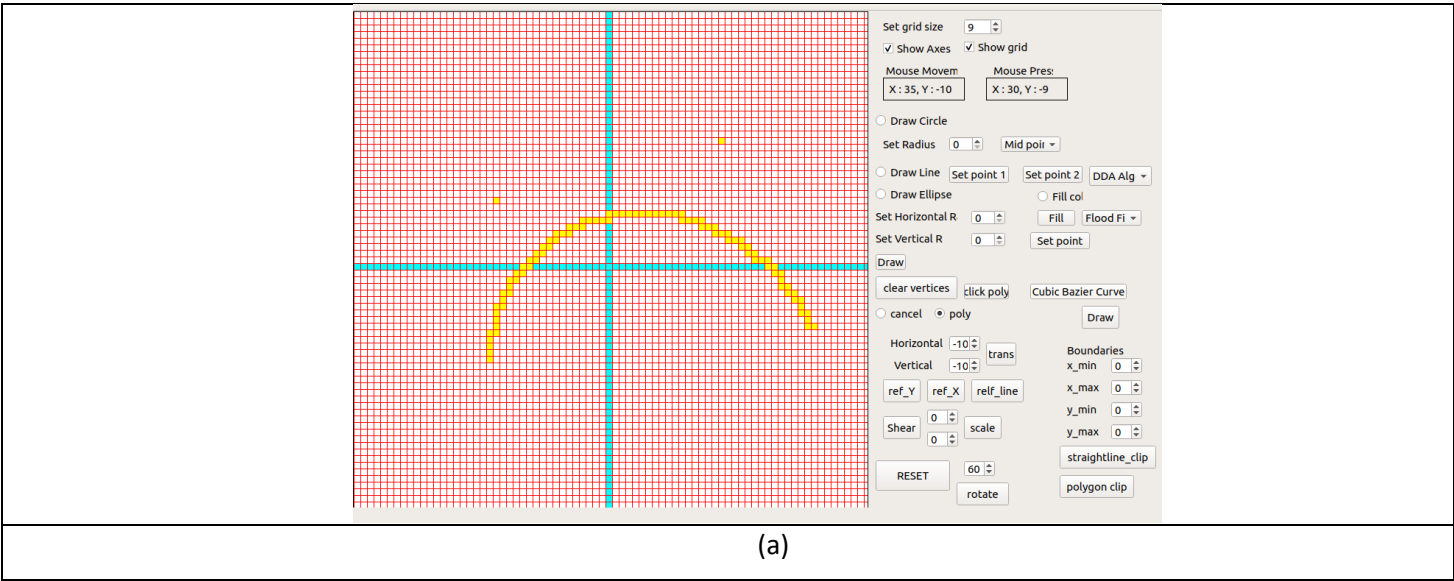 Set grid size 9
Show Axes Show grid
Mouse Movem Mouse Pres:
X : 35, Y : -10 X : 30, Y : -9
Draw Circle
Set Radius 0 Mid poir
Draw Line Set point 1 Set point 2 DDA Alg
Draw Ellipse Fill col
Set Horizontal R 0 Fill Flood Fi
Set Vertical R 0 Set point
Draw
clear vertices click poly Cubic Bazier Curve
cancel poly Draw
Horizontal -10 trans Boundaries
Vertical -10 x_min 0
ref_Y ref_X relf_line x_max 0
y_min 0
Shear 0 scale y_max 0
0
straightline_clip
RESET 60 polygon clip
rotate
(a)